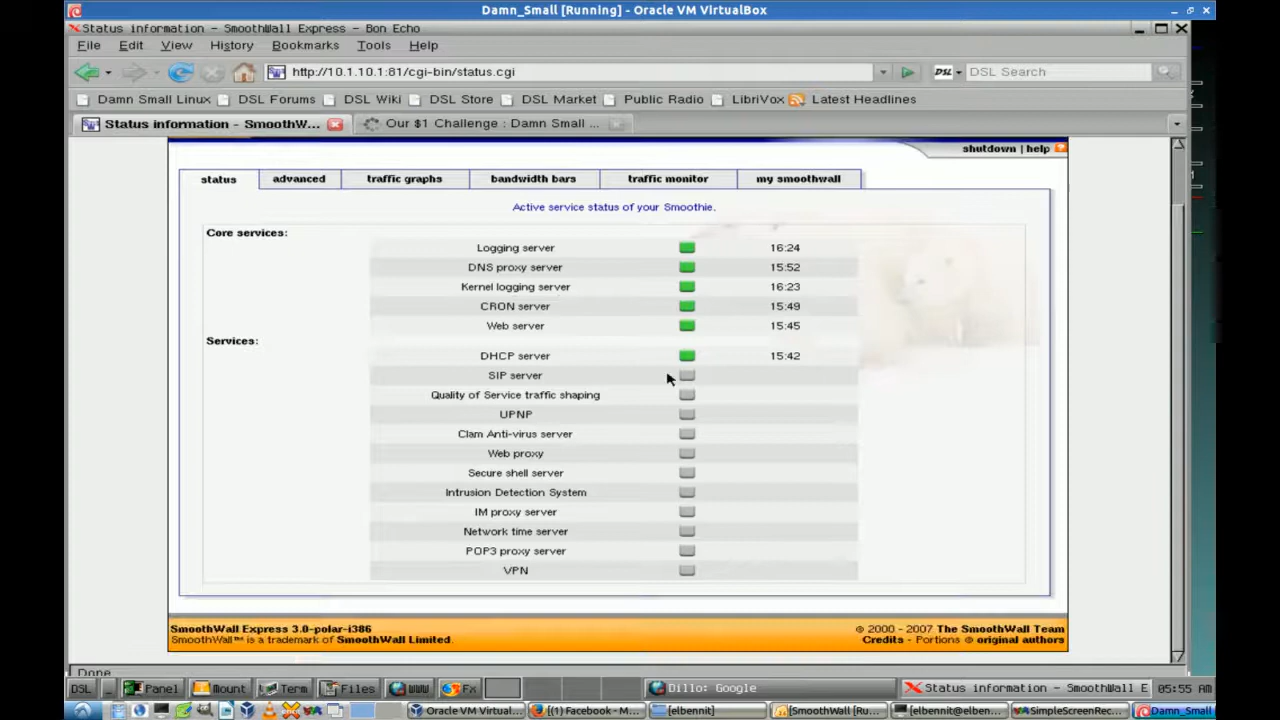 Damn_Small [Running] - Oracle VM VirtualBox
Status information - SmoothWall Express - Bon Echo
File Edit View History Bookmarks Tools Help
http://10.1.10.1:81/cgi-bin/status.cgi DSL DSL Search
Damn Small Linux DSL Forums DSL Wiki DSL Store DSL Market Public Radio LibriVox Latest Headlines
Status information - SmoothW... Our $1 Challenge : Damn Small ...
shutdown | help
status advanced traffic graphs bandwidth bars traffic monitor my smoothwall
Active service status of your Smoothie.
Core services:
Logging server 16:24
DNS proxy server 15:52
Kernel logging server 16:23
CRON server 15:49
Web server 15:45
Services:
DHCP server 15:42
SIP server
Quality of Service traffic shaping
UPNP
Clam Anti-virus server
Web proxy
Secure shell server
Intrusion Detection System
IM proxy server
Network time server
POP3 proxy server
VPN
SmoothWall Express 3.0-polar-i386 © 2000 - 2007 The SmoothWall Team
SmoothWall™ is a trademark of SmoothWall Limited. Credits - Portions © original authors
Done
DSL Panel Mount Term Files WWW Fx Dillo: Google Status information - SmoothWall E 05:55 AM
Oracle VM Virtual... [(1) Facebook - M... [elbennit] [SmoothWall [Ru... [elbennit@elben... SimpleScreenRec... Damn_Small [Ru...